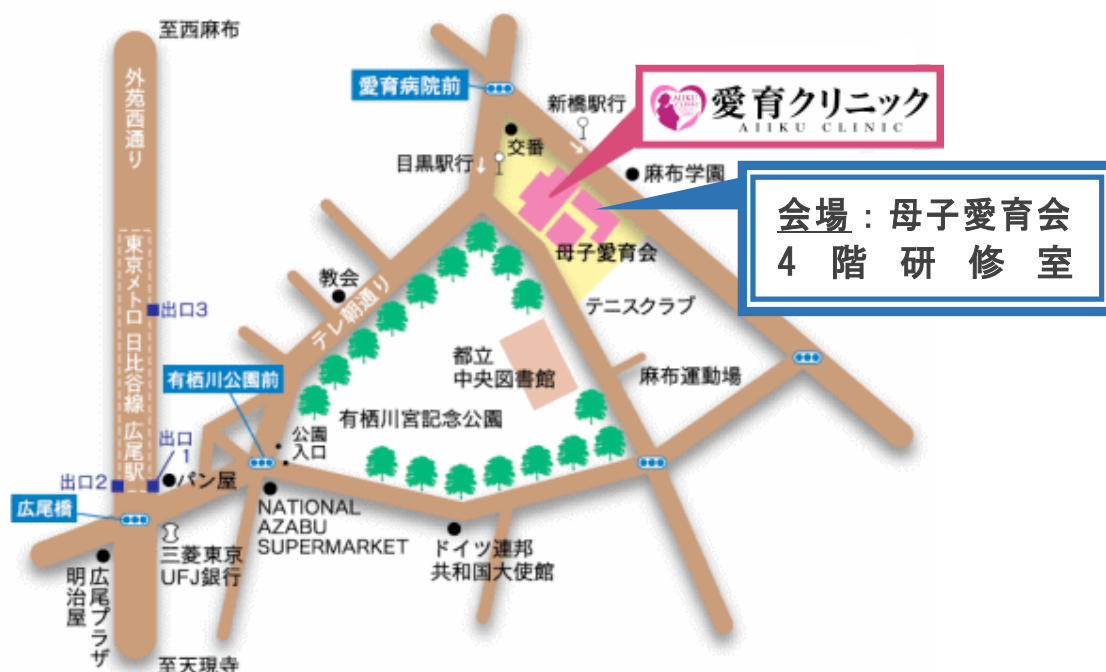 至西麻布
外苑西通り
愛育病院前
新橋駅行
AIIKU
CLINIC
愛育クリニック
AIIKU CLINIC
交番
目黒駅行
麻布学園
会場：母子愛育会
4階研修室
母子愛育会
テニスクラブ
東京メトロ 日比谷線 広尾駅
出口3
教会
テレ朝通り
都立
中央図書館
麻布運動場
有栖川公園前
有栖川宮記念公園
公園
入口
出口
1
出口2
パン屋
広尾橋
NATIONAL
AZABU
SUPERMARKET
ドイツ連邦
共和国大使館
三菱東京
UFJ銀行
広尾プラザ
明治屋
至天現寺